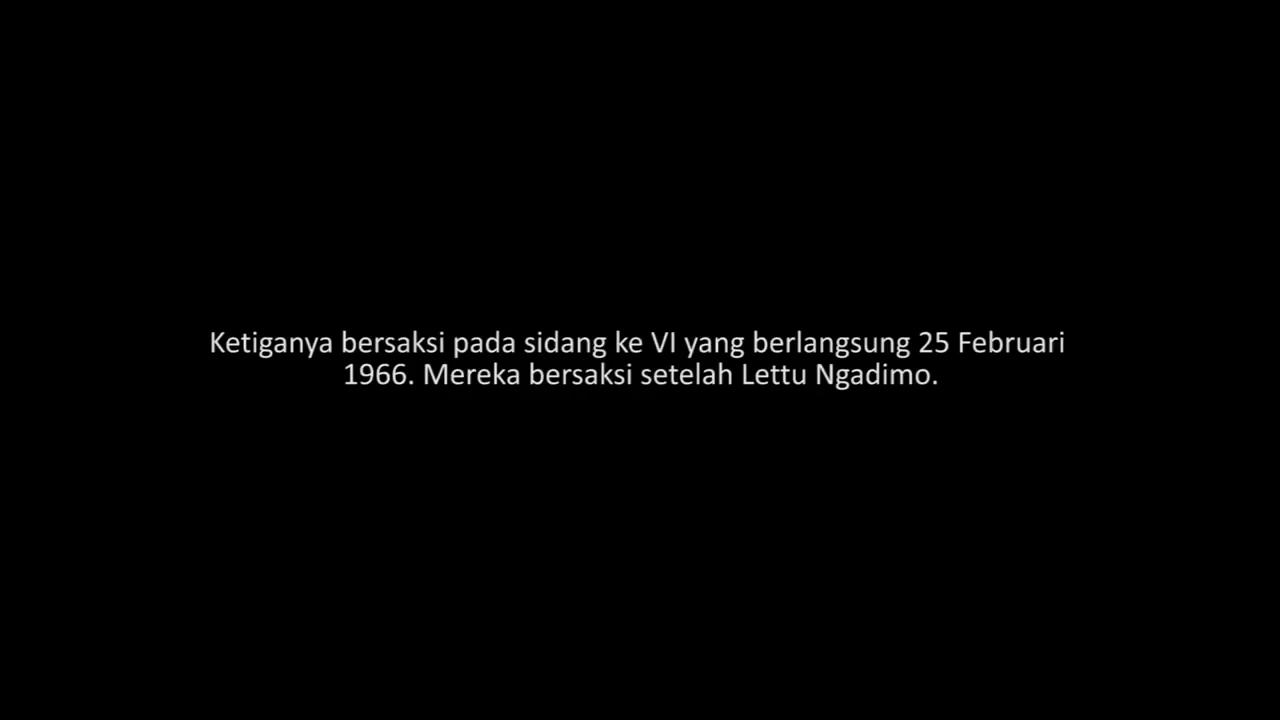 Ketiganya bersaksi pada sidang ke VI yang berlangsung 25 Februari
1966. Mereka bersaksi setelah Lettu Ngadimo.